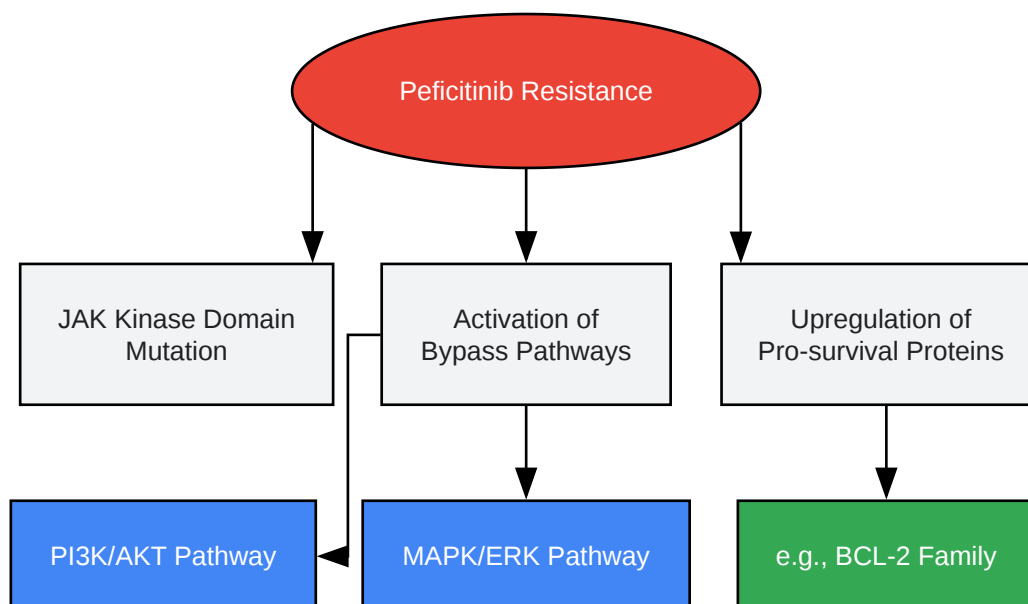 Peficitinib Resistance
JAK Kinase Domain
Mutation
Activation of
Bypass Pathways
Upregulation of
Pro-survival Proteins
PI3K/AKT Pathway
MAPK/ERK Pathway
e.g., BCL-2 Family